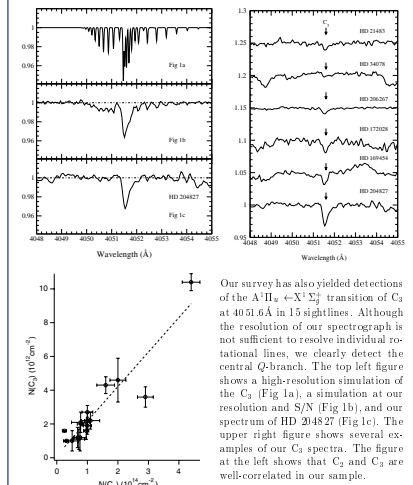 1
0.98
0.96
Fig 1a
1
0.98
0.96
Fig 1b
1
0.98
0.96
HD 204827
Fig 1c
4048 4049 4050 4051 4052 4053 4054 4055
Wavelength (Å)
1.3
1.25
1.2
1.15
1.1
1.05
1
0.95
C₃
HD 21483
HD 34078
HD 206267
HD 172028
HD 169454
HD 204827
4048 4049 4050 4051 4052 4053 4054 4055
Wavelength (Å)
N(C₃) (10¹²cm⁻²)
10
8
6
4
2
0
0 1 2 3 4
N(C₂) (10¹⁴cm⁻²)
Our survey has also yielded detections
of the A¹Πᵤ ←X¹Σg⁺ transition of C₃
at 4051.6Å in 15 sightlines. Although
the resolution of our spectrograph is
not sufficient to resolve individual ro-
tational lines, we clearly detect the
central Q-branch. The top left figure
shows a high-resolution simulation of
the C₃ (Fig 1a), a simulation at our
resolution and S/N (Fig 1b), and our
spectrum of HD 204827 (Fig 1c). The
upper right figure shows several ex-
amples of our C₃ spectra. The figure
at the left shows that C₂ and C₃ are
well-correlated in our sample.